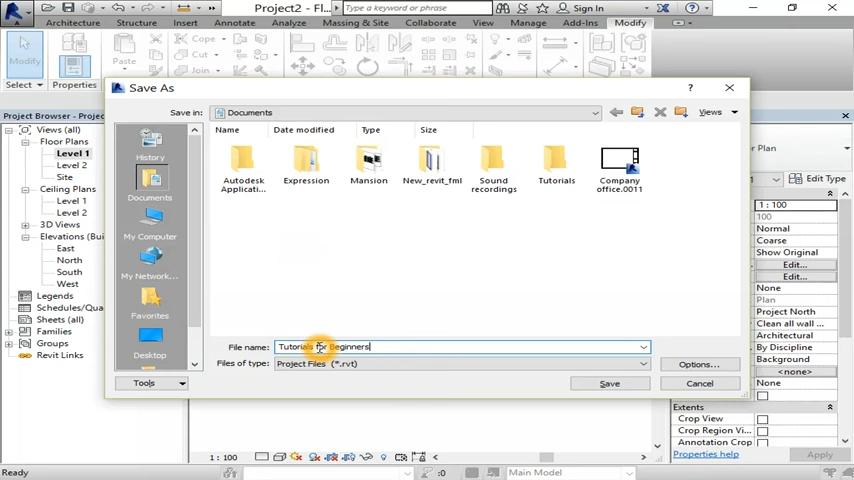 Project2 - Fl...
Type a keyword or phrase
Sign In
Architecture Structure Insert Annotate Analyze Massing & Site Collaborate View Manage Add-Ins Modify
Modify
Paste
Cope
Cut
Join
Select Properties
Project Browser - Projec
Views (all)
Floor Plans
Level 1
Level 2
Site
Ceiling Plans
Level 1
Level 2
3D Views
Elevations (Bui
East
North
South
West
Legends
Schedules/Qua
Sheets (all)
Families
Groups
Revit Links
Save As
Save in: Documents
Views
History
Documents
My Computer
My Network...
Favorites
Desktop
Name Date modified Type Size
Autodesk Applicati...
Expression
Mansion
New_revit_fml
Sound recordings
Tutorials
Company office.0011
File name: Tutorials for Beginners
Files of type: Project Files (*.rvt)
Options...
Tools
Save
Cancel
or Plan
Edit Type
1 : 100
100
Normal
Coarse
Show Original
Edit...
Edit...
None
Plan
Project North
Clean all wall
By Discipline
Background
<none>
None
Extents
Crop View
Crop Region Vi...
Annotation Crop
Properties help
Apply
1 : 100
Ready
:0
Main Model